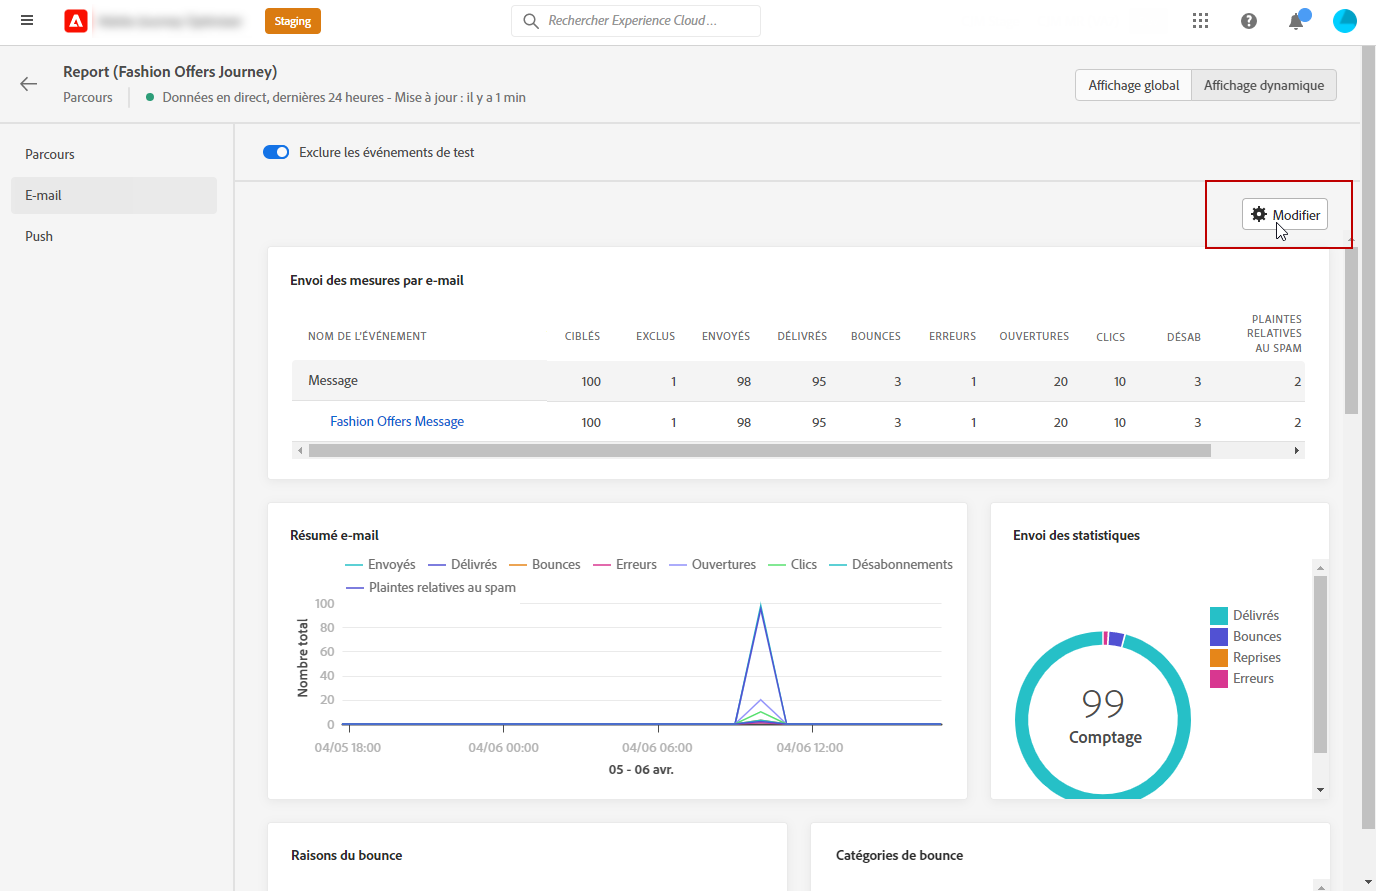 Staging
Rechercher Experience Cloud...
Report (Fashion Offers Journey)
Parcours
Données en direct, dernières 24 heures - Mise à jour : il y a 1 min
Affichage global
Affichage dynamique
Parcours
E-mail
Push
Exclure les événements de test
Modifier
Envoi des mesures par e-mail
NOM DE L'ÉVÉNEMENT CIBLÉS EXCLUS ENVOYÉS DÉLIVRÉS BOUNCES ERREURS OUVERTURES CLICS DÉSAB PLAINTES
RELATIVES
AU SPAM
Message 100 1 98 95 3 1 20 10 3 2
Fashion Offers Message 100 1 98 95 3 1 20 10 3 2
Résumé e-mail
Envoyés Délivrés Bounces Erreurs Ouvertures Clics Désabonnements
Plaintes relatives au spam
Nombre total
100
80
60
40
20
0
04/05 18:00 04/06 00:00 04/06 06:00 04/06 12:00
05 - 06 avr.
Envoi des statistiques
99
Comptage
Délivrés
Bounces
Reprises
Erreurs
Raisons du bounce
Catégories de bounce